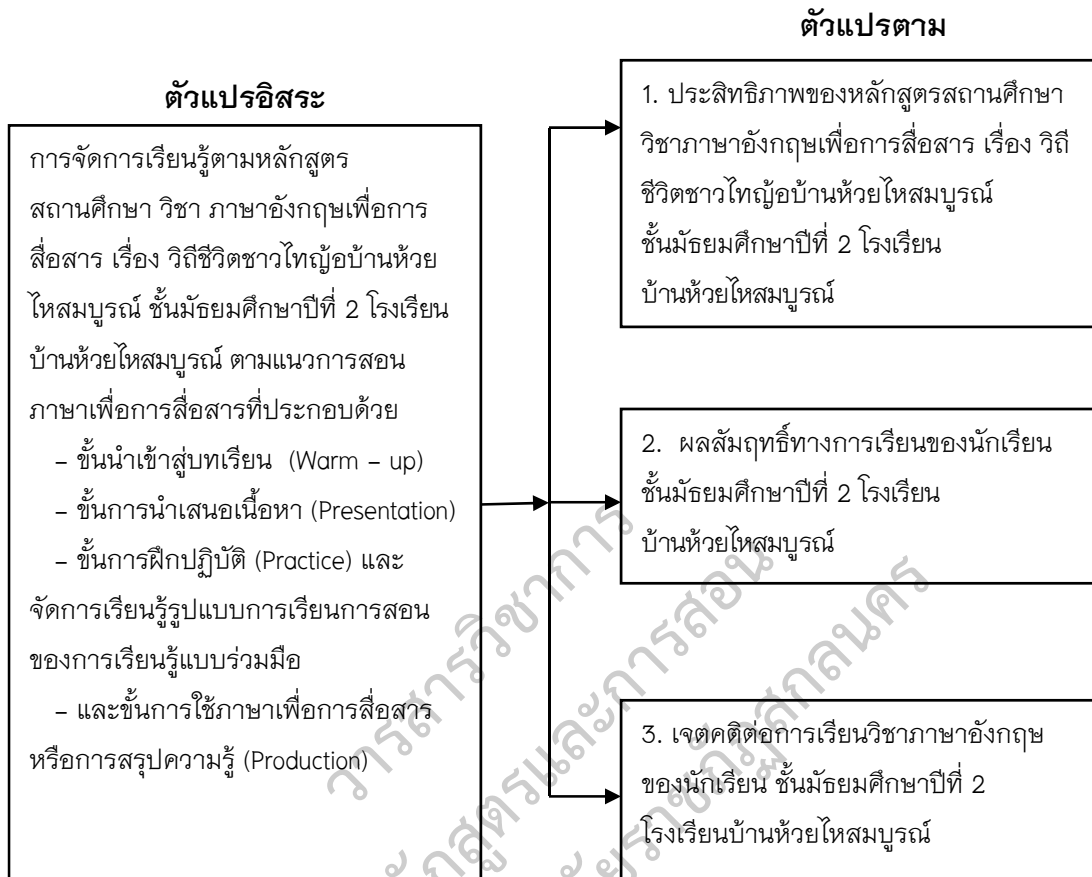 ตัวแปรอิสระ
การจัดการเรียนรู้ตามหลักสูตร
สถานศึกษา วิชา ภาษาอังกฤษเพื่อการ
สื่อสาร เรื่อง วิถีชีวิตชาวไทญ้อบ้านห้วย
ไหสมบูรณ์ ชั้นมัธยมศึกษาปีที่ 2 โรงเรียน
บ้านห้วยไหสมบูรณ์ ตามแนวการสอน
ภาษาเพื่อการสื่อสารที่ประกอบด้วย
– ขั้นนำเข้าสู่บทเรียน (Warm – up)
– ขั้นการนำเสนอเนื้อหา (Presentation)
– ขั้นการฝึกปฏิบัติ (Practice) และ
จัดการเรียนรู้รูปแบบการเรียนการสอน
ของการเรียนรู้แบบร่วมมือ
– และขั้นการใช้ภาษาเพื่อการสื่อสาร
หรือการสรุปความรู้ (Production)
ตัวแปรตาม
1. ประสิทธิภาพของหลักสูตรสถานศึกษา
วิชาภาษาอังกฤษเพื่อการสื่อสาร เรื่อง วิถี
ชีวิตชาวไทญ้อบ้านห้วยไหสมบูรณ์
ชั้นมัธยมศึกษาปีที่ 2 โรงเรียน
บ้านห้วยไหสมบูรณ์
2. ผลสัมฤทธิ์ทางการเรียนของนักเรียน
ชั้นมัธยมศึกษาปีที่ 2 โรงเรียน
บ้านห้วยไหสมบูรณ์
3. เจตคติต่อการเรียนวิชาภาษาอังกฤษ
ของนักเรียน ชั้นมัธยมศึกษาปีที่ 2
โรงเรียนบ้านห้วยไหสมบูรณ์
วารสารวิชาการ
หลักสูตรและการสอน